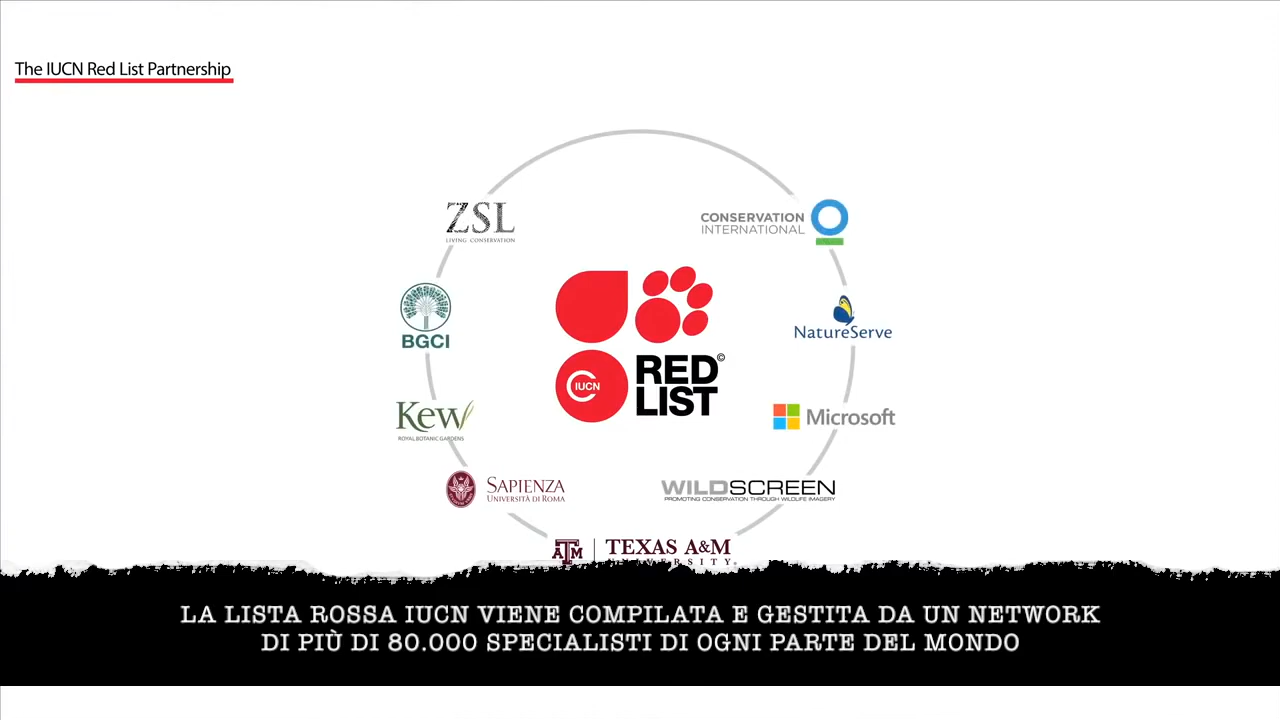 The IUCN Red List Partnership
ZSL
LIVING CONSERVATION
CONSERVATION
INTERNATIONAL
BGCI
NatureServe
IUCN
RED©
LIST
Kew
ROYAL BOTANIC GARDENS
Microsoft
SAPIENZA
UNIVERSITÀ DI ROMA
WILDSCREEN
PROMOTING CONSERVATION THROUGH WILDLIFE IMAGERY
ATM
TEXAS A&M
UNIVERSITY
LA LISTA ROSSA IUCN VIENE COMPILATA E GESTITA DA UN NETWORK
DI PIÙ DI 80.000 SPECIALISTI DI OGNI PARTE DEL MONDO